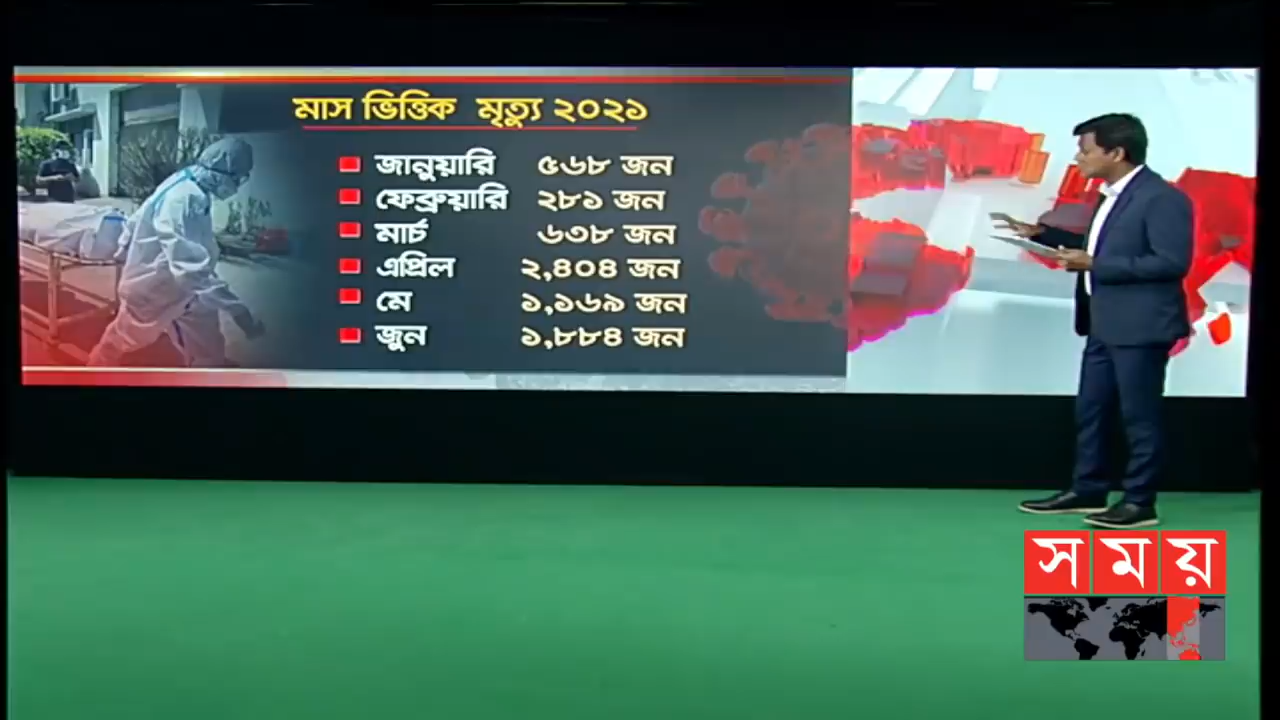 মাস ভিত্তিক মৃত্যু ২০২১
জানুয়ারি ৫৬৮ জন
ফেব্রুয়ারি ২৮১ জন
মার্চ ৬৩৮ জন
এপ্রিল ২,৪০৪ জন
মে ১,১৬৯ জন
জুন ১,৮৮৪ জন
সময়